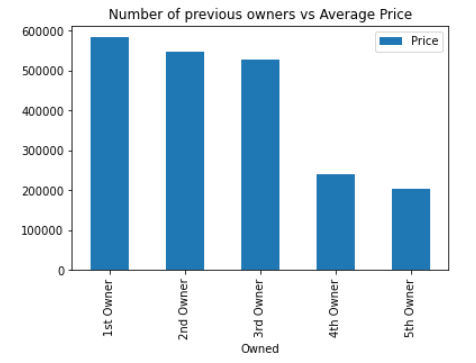 Number of previous owners vs Average Price
Price
600000
500000
400000
300000
200000
100000
0
1st Owner
2nd Owner
3rd Owner
4th Owner
5th Owner
Owned